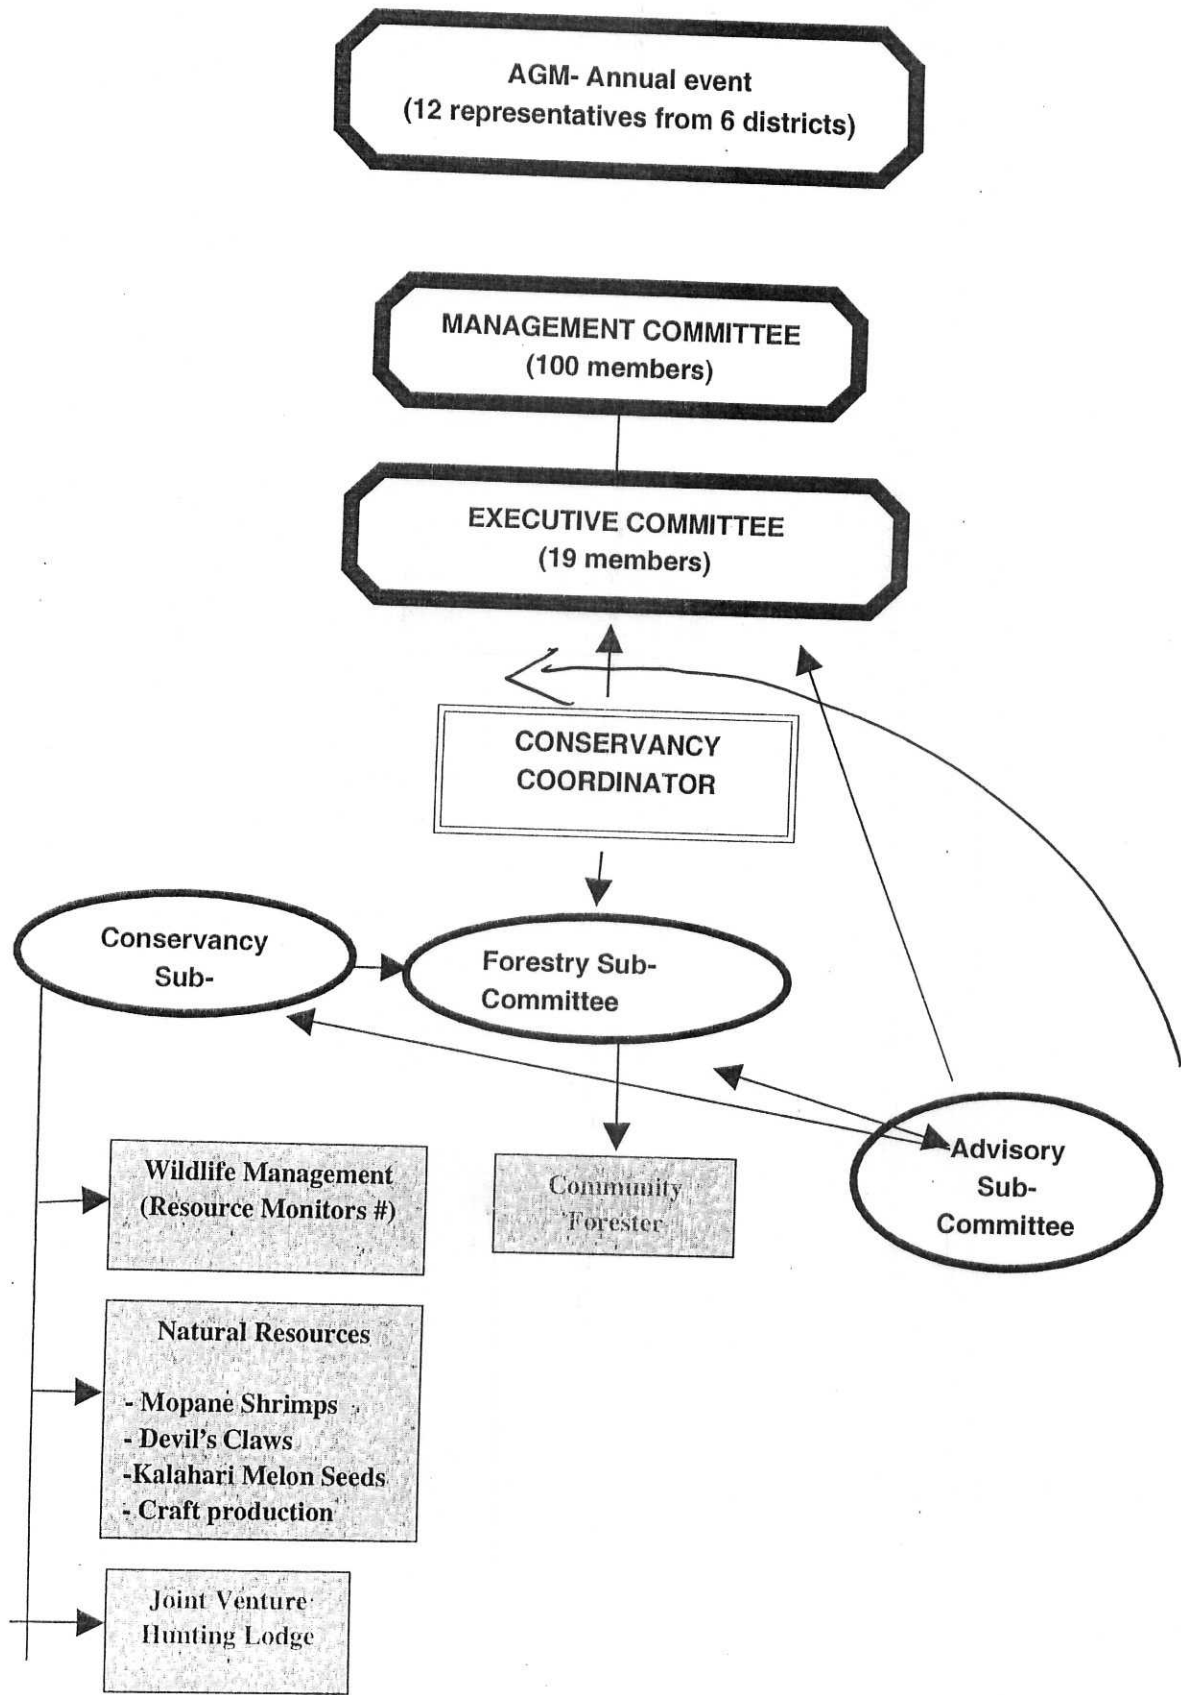 AGM- Annual event
(12 representatives from 6 districts)
MANAGEMENT COMMITTEE
(100 members)
EXECUTIVE COMMITTEE
(19 members)
CONSERVANCY
COORDINATOR
Conservancy
Sub-
Forestry Sub-
Committee
Advisory
Sub-
Committee
Wildlife Management
(Resource Monitors #)
Community
Forester
Natural Resources
- Mopane Shrimps
- Devil's Claws
-Kalahari Melon Seeds
- Craft production
Joint Venture
Hunting Lodge